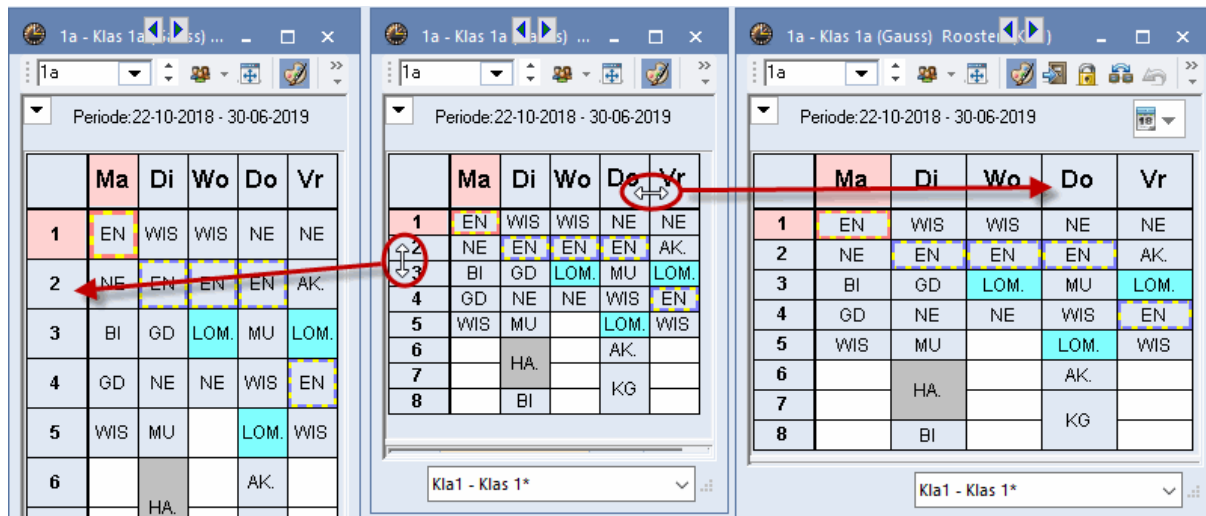 1a - Klas 1a (Gauss) ...
1a
Periode:22-10-2018 - 30-06-2019
Ma Di Wo Do Vr
1 EN WIS WIS NE NE
2 NE EN EN EN AK.
3 BI GD LOM. MU LOM.
4 GD NE NE WIS EN
5 WIS MU LOM. WIS
6 AK.
HA.
1a - Klas 1a s) ...
1a
Periode:22-10-2018 - 30-06-2019
Ma Di Wo Do Vr
1 EN WIS WIS NE NE
2 NE EN EN EN AK.
3 BI GD LOM. MU LOM.
4 GD NE NE WIS EN
5 WIS MU LOM. WIS
6 AK.
HA.
7
KG
8 BI
Kla1 - Klas 1*
1a - Klas 1a (Gauss) Rooster )
1a
18
Periode:22-10-2018 - 30-06-2019
Ma Di Wo Do Vr
1 EN WIS WIS NE NE
2 NE EN EN EN AK.
3 BI GD LOM. MU LOM.
4 GD NE NE WIS EN
5 WIS MU LOM. WIS
6 AK.
HA.
7
KG
8 BI
Kla1 - Klas 1*